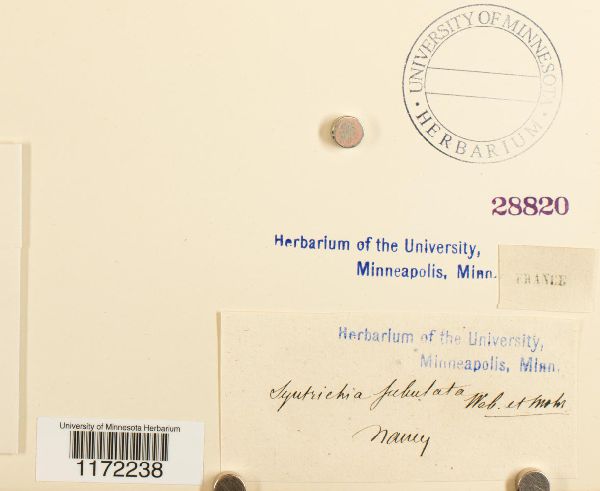 UNIVERSITY OF MINNESOTA
HERBARIUM
28820
Herbarium of the University,
Minneapolis, Minn.
FRANCE
Herbarium of the University,
Minneapolis, Minn.
Syntrichia subulata Web. et Mohr
Nancy
University of Minnesota Herbarium
1172238